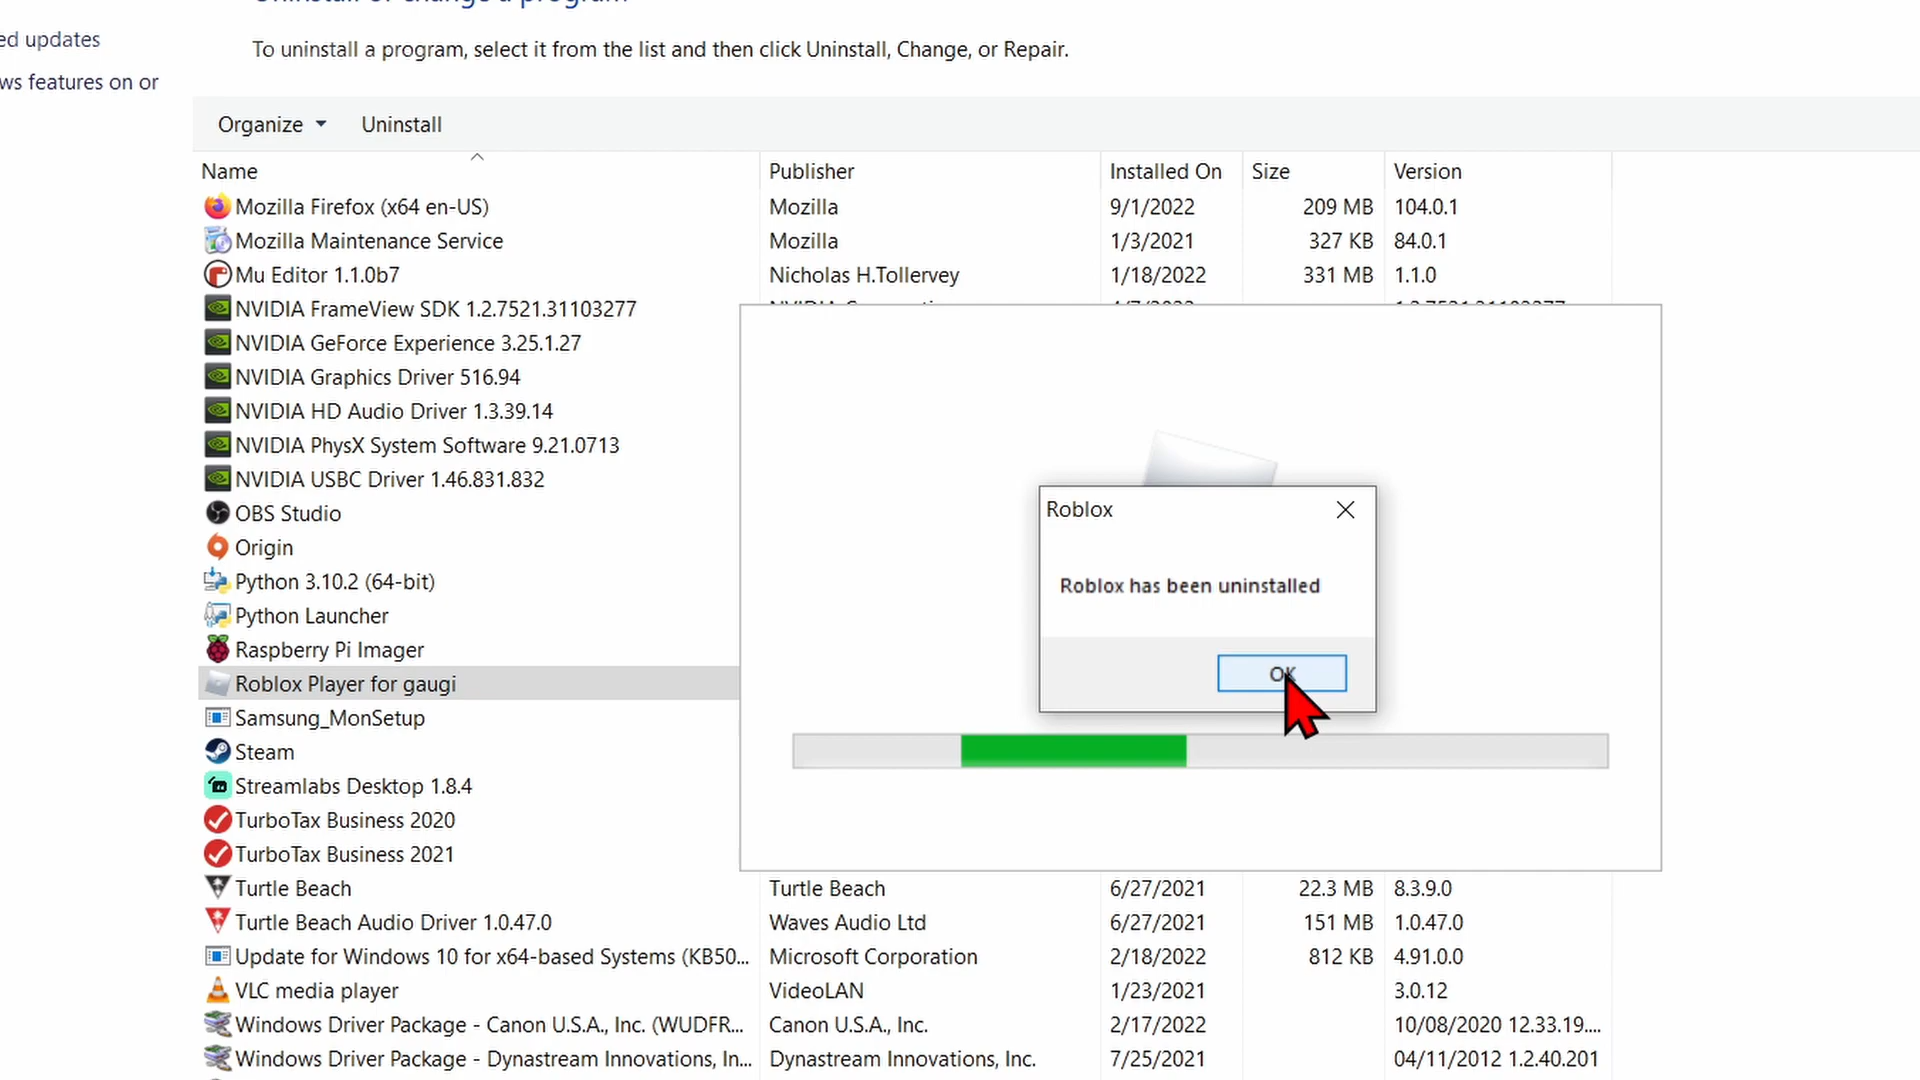 Uninstall or change a program
ed updates
To uninstall a program, select it from the list and then click Uninstall, Change, or Repair.
ws features on or
Organize Uninstall
Name Publisher Installed On Size Version
Mozilla Firefox (x64 en-US) Mozilla 9/1/2022 209 MB 104.0.1
Mozilla Maintenance Service Mozilla 1/3/2021 327 KB 84.0.1
Mu Editor 1.1.0b7 Nicholas H.Tollervey 1/18/2022 331 MB 1.1.0
NVIDIA FrameView SDK 1.2.7521.31103277
NVIDIA GeForce Experience 3.25.1.27
NVIDIA Graphics Driver 516.94
NVIDIA HD Audio Driver 1.3.39.14
NVIDIA PhysX System Software 9.21.0713
NVIDIA USBC Driver 1.46.831.832
OBS Studio
Origin
Python 3.10.2 (64-bit)
Python Launcher
Raspberry Pi Imager
Roblox Player for gaugi
Samsung_MonSetup
Steam
Streamlabs Desktop 1.8.4
TurboTax Business 2020
TurboTax Business 2021
Roblox
Roblox has been uninstalled
OK
Turtle Beach Turtle Beach 6/27/2021 22.3 MB 8.3.9.0
Turtle Beach Audio Driver 1.0.47.0 Waves Audio Ltd 6/27/2021 151 MB 1.0.47.0
Update for Windows 10 for x64-based Systems (KB50... Microsoft Corporation 2/18/2022 812 KB 4.91.0.0
VLC media player VideoLAN 1/23/2021 3.0.12
Windows Driver Package - Canon U.S.A., Inc. (WUDFR... Canon U.S.A., Inc. 2/17/2022 10/08/2020 12.33.19....
Windows Driver Package - Dynastream Innovations, In... Dynastream Innovations, Inc. 7/25/2021 04/11/2012 1.2.40.201